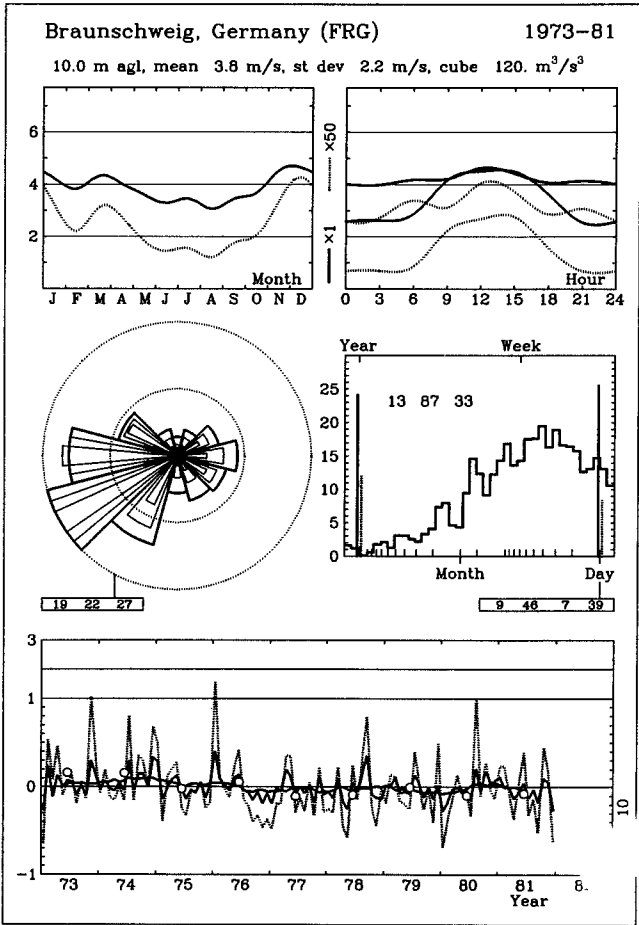 Braunschweig, Germany (FRG) 1973-81
10.0 m agl, mean 3.8 m/s, st dev 2.2 m/s, cube 120. m³/s³
6
4
2
Month
J F M A M J J A S O N D
×1 ×50
Hour
0 3 6 9 12 15 18 21 24
Year Week
25
20
15
10
5
0
13 87 33
Month Day
19 22 27
9 46 7 39
3
1
0
-1
10
73 74 75 76 77 78 79 80 81 8
Year